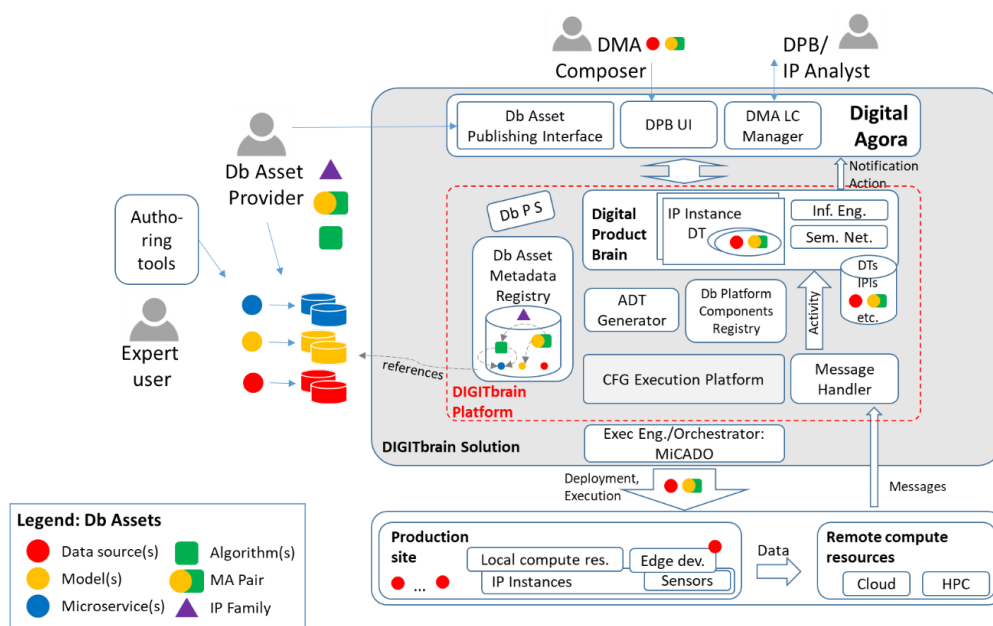 DMA
Composer
DPB/
IP Analyst
Db Asset
Publishing Interface
DPB UI
DMA LC
Manager
Digital
Agora
Db Asset
Provider
Notification
Action
Autho-
ring
tools
Db P S
Digital
Product
Brain
IP Instance
DT
Inf. Eng.
Sem. Net.
Db Asset
Metadata
Registry
DTs
IPIs
etc.
ADT
Generator
Db Platform
Components
Registry
Activity
Expert
user
references
CFG Execution Platform
Message
Handler
DIGITbrain
Platform
DIGITbrain Solution
Exec Eng./Orchestrator:
MiCADO
Deployment,
Execution
Messages
Legend: Db Assets
Data source(s)
Algorithm(s)
Model(s)
MA Pair
Microservice(s)
IP Family
Production
site
...
Local compute res.
Edge dev.
IP Instances
Sensors
Data
Remote compute
resources
Cloud
HPC